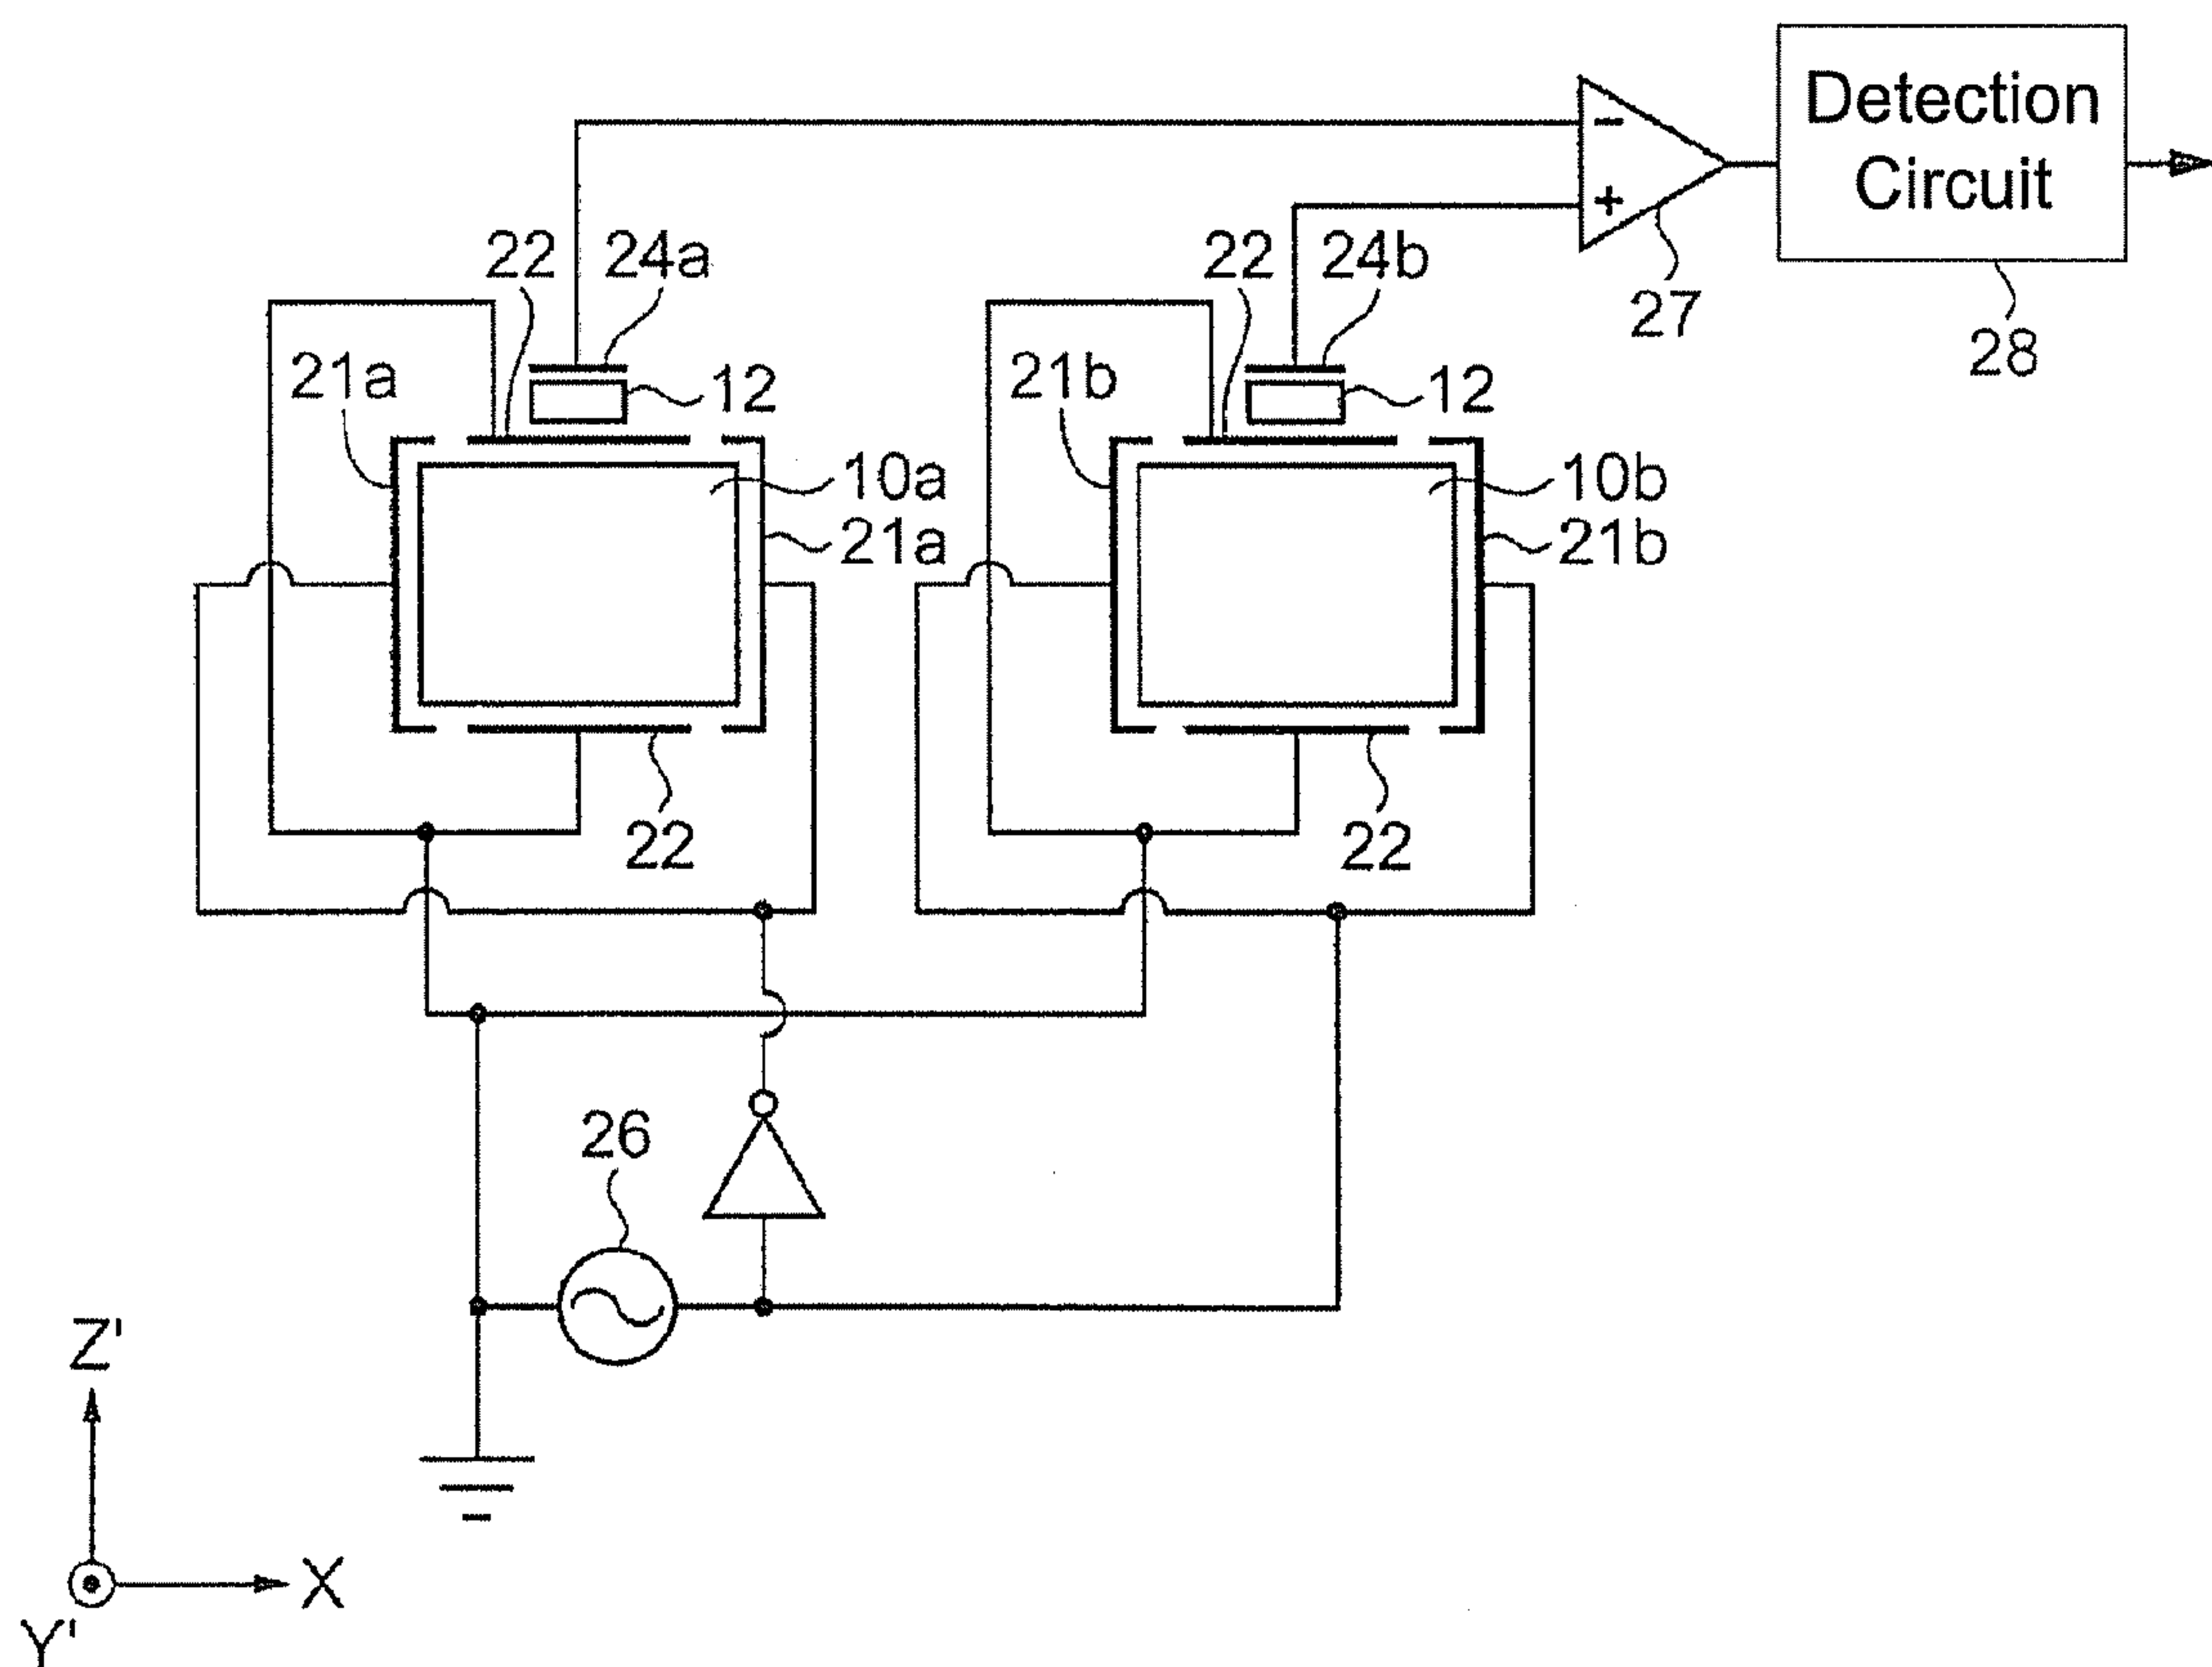 Detection
Circuit
−
+
27
28
22
24a
22
24b
21a
12
21b
12
10a
21a
10b
21b
22
22
26
Z'
X
Y'